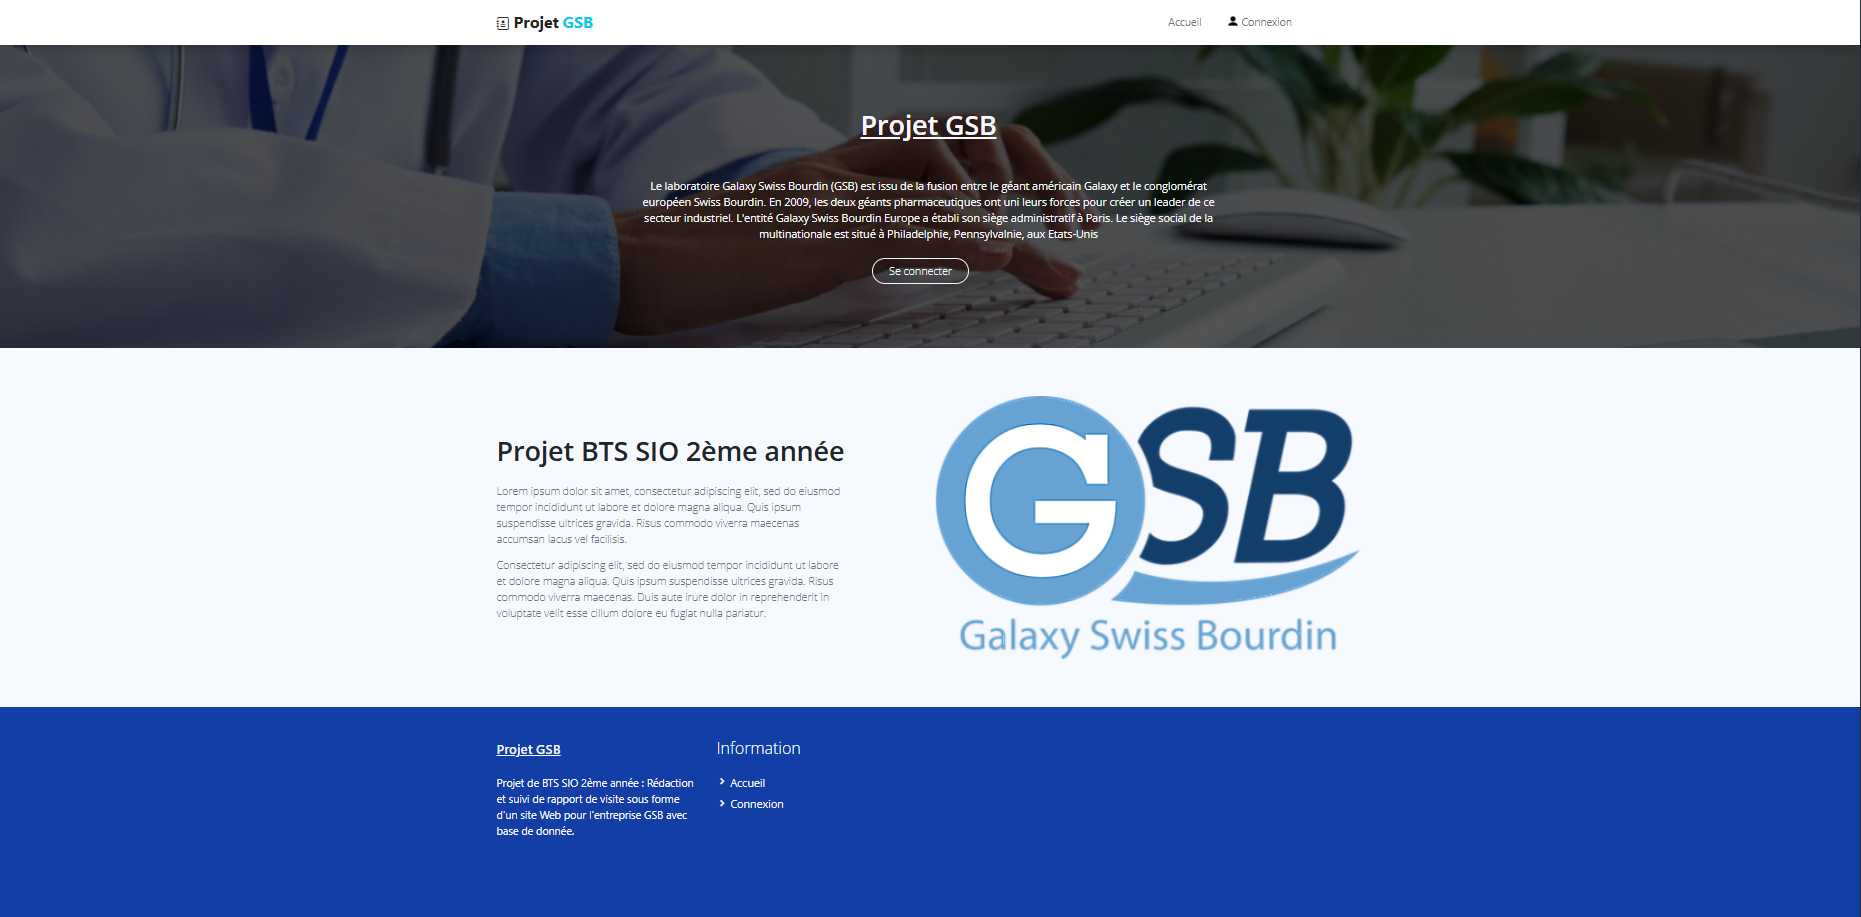 Projet GSB
Accueil
Connexion
Projet GSB
Le laboratoire Galaxy Swiss Bourdin (GSB) est issu de la fusion entre le géant américain Galaxy et le conglomérat
européen Swiss Bourdin. En 2009, les deux géants pharmaceutiques ont uni leurs forces pour créer un leader de ce
secteur industriel. L'entité Galaxy Swiss Bourdin Europe a établi son siège administratif à Paris. Le siège social de la
multinationale est situé à Philadelphie, Pennsylvalnie, aux Etats-Unis
Se connecter
Projet BTS SIO 2ème année
Lorem ipsum dolor sit amet, consectetur adipiscing elit, sed do eiusmod
tempor incididunt ut labore et dolore magna aliqua. Quis ipsum
suspendisse ultrices gravida. Risus commodo viverra maecenas
accumsan lacus vel facilisis.
Consectetur adipiscing elit, sed do eiusmod tempor incididunt ut labore
et dolore magna aliqua. Quis ipsum suspendisse ultrices gravida. Risus
commodo viverra maecenas. Duis aute irure dolor in reprehenderit in
voluptate velit esse cillum dolore eu fugiat nulla pariatur.
GSB
Galaxy Swiss Bourdin
Projet GSB
Projet de BTS SIO 2ème année : Rédaction
et suivi de rapport de visite sous forme
d'un site Web pour l'entreprise GSB avec
base de donnée.
Information
Accueil
Connexion